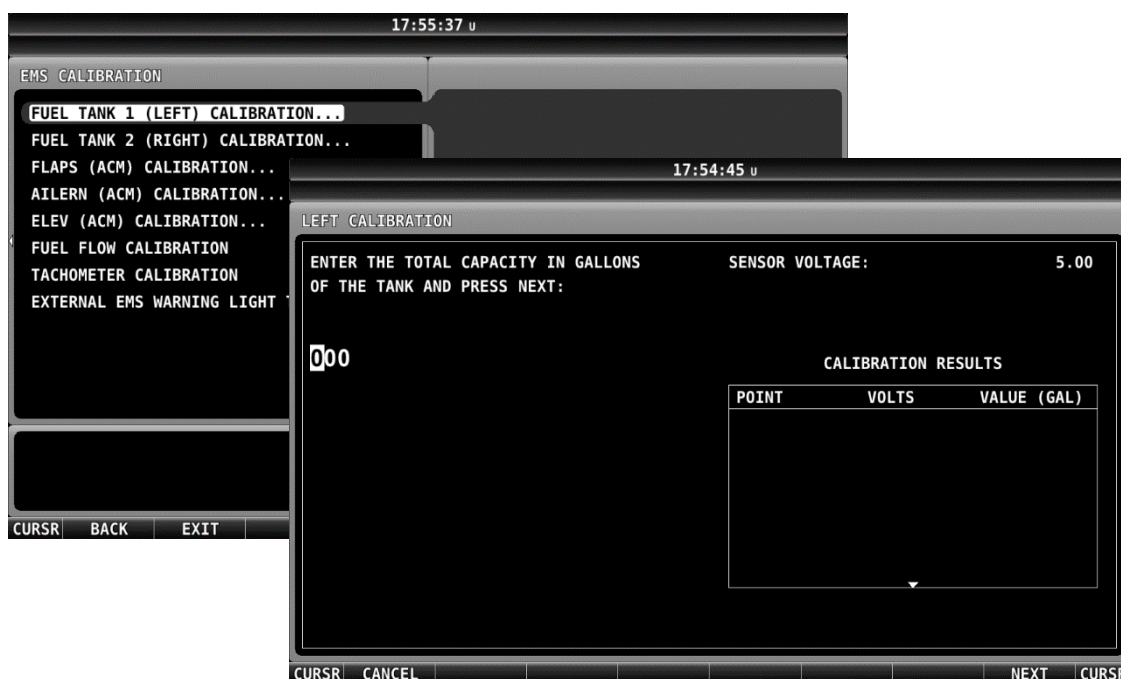 17:55:37 U
EMS CALIBRATION
FUEL TANK 1 (LEFT) CALIBRATION...
FUEL TANK 2 (RIGHT) CALIBRATION...
FLAPS (ACM) CALIBRATION...
AILERN (ACM) CALIBRATION...
ELEV (ACM) CALIBRATION...
FUEL FLOW CALIBRATION
TACHOMETER CALIBRATION
EXTERNAL EMS WARNING LIGHT
CURSR BACK EXIT
17:54:45 U
LEFT CALIBRATION
ENTER THE TOTAL CAPACITY IN GALLONS
OF THE TANK AND PRESS NEXT:
000
SENSOR VOLTAGE: 5.00
CALIBRATION RESULTS
POINT VOLTS VALUE (GAL)
CURSR CANCEL NEXT CURSR